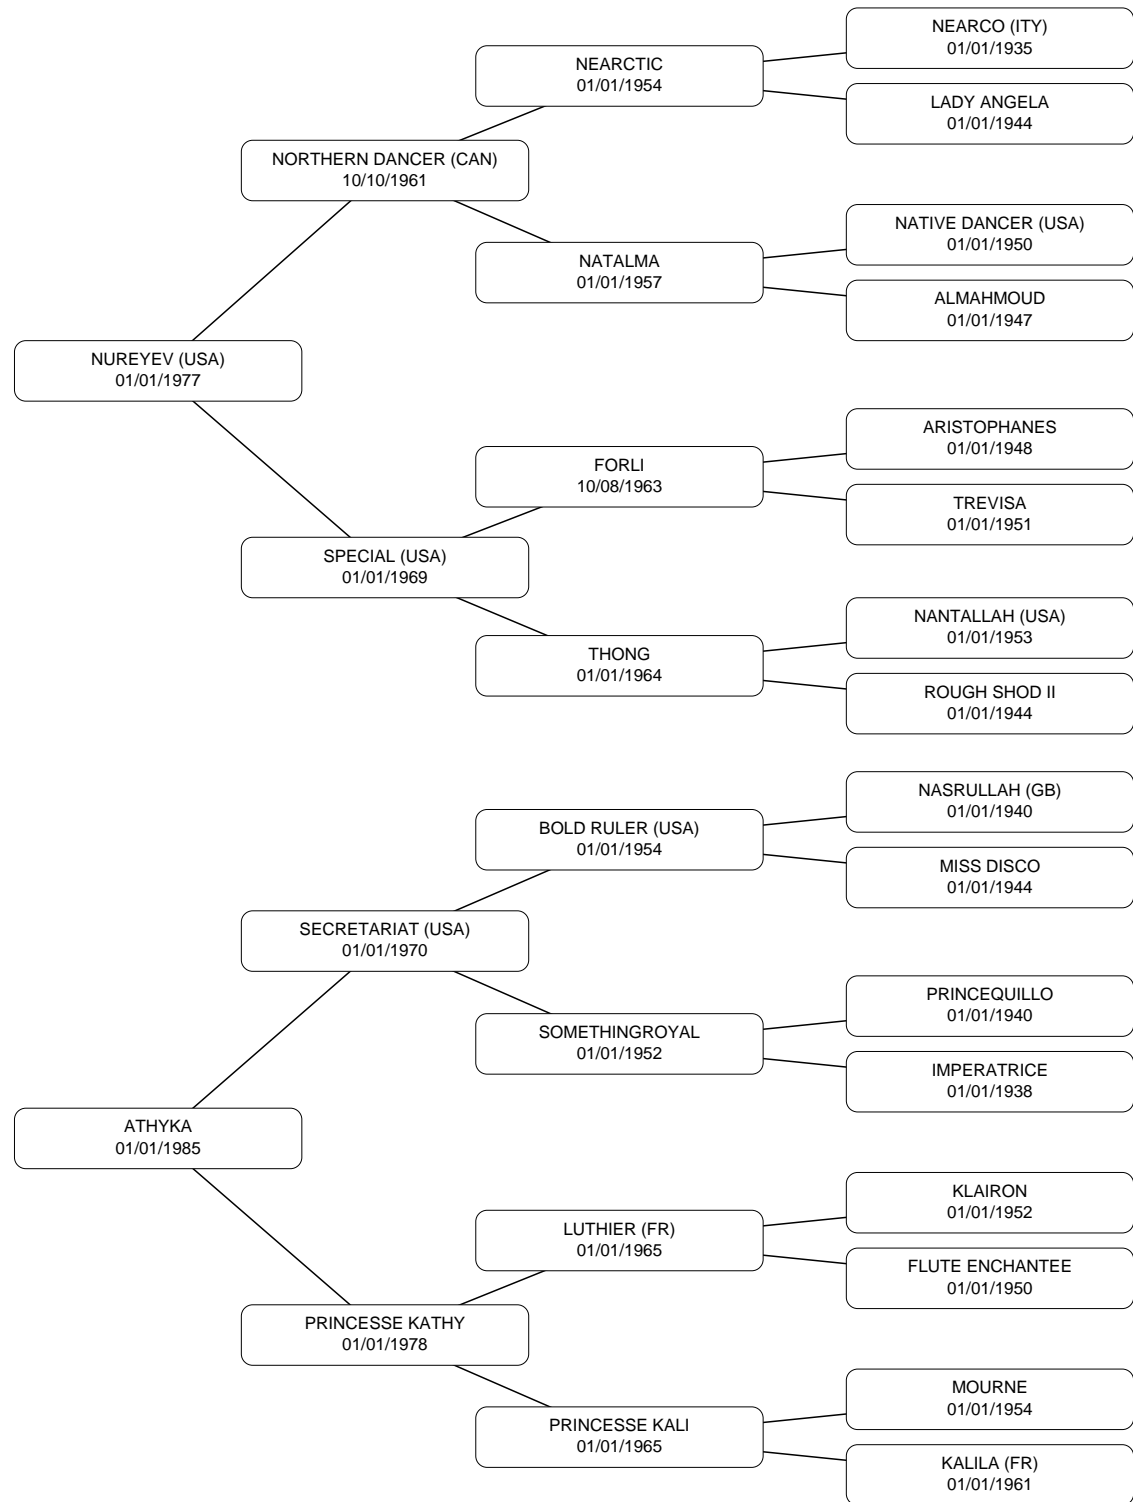 NEARCO (ITY)
01/01/1935
NEARCTIC
01/01/1954
LADY ANGELA
01/01/1944
NORTHERN DANCER (CAN)
10/10/1961
NATIVE DANCER (USA)
01/01/1950
NATALMA
01/01/1957
ALMAHMOUD
01/01/1947
NUREYEV (USA)
01/01/1977
ARISTOPHANES
01/01/1948
FORLI
10/08/1963
TREVISA
01/01/1951
SPECIAL (USA)
01/01/1969
NANTALLAH (USA)
01/01/1953
THONG
01/01/1964
ROUGH SHOD II
01/01/1944
NASRULLAH (GB)
01/01/1940
BOLD RULER (USA)
01/01/1954
MISS DISCO
01/01/1944
SECRETARIAT (USA)
01/01/1970
PRINCEQUILLO
01/01/1940
SOMETHINGROYAL
01/01/1952
IMPERATRICE
01/01/1938
ATHYKA
01/01/1985
KLAIRON
01/01/1952
LUTHIER (FR)
01/01/1965
FLUTE ENCHANTEE
01/01/1950
PRINCESSE KATHY
01/01/1978
MOURNE
01/01/1954
PRINCESSE KALI
01/01/1965
KALILA (FR)
01/01/1961